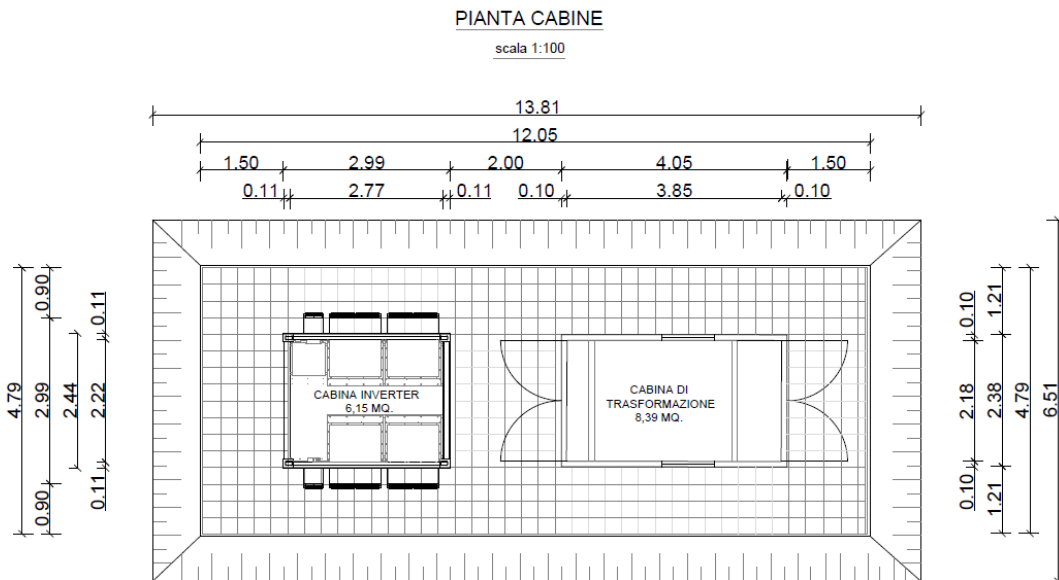 PIANTA CABINE
scala 1:100
13.81
12.05
1.50 2.99 2.00 4.05 1.50
0.11 2.77 0.11 0.10 3.85 0.10
4.79
0.90 2.99 0.90
2.44
0.11 2.22 0.11
CABINA INVERTER
6,15 MQ.
CABINA DI
TRASFORMAZIONE
8,39 MQ.
0.10 2.18 0.10
1.21 2.38 1.21
4.79
6.51